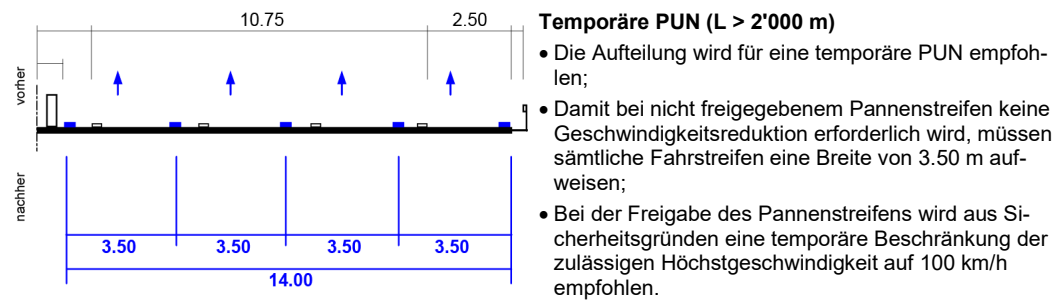 10.75
2.50
vorher
nachher
3.50
3.50
3.50
3.50
14.00
Temporäre PUN (L > 2'000 m)
• Die Aufteilung wird für eine temporäre PUN empfoh-
len;
• Damit bei nicht freigegebenem Pannenstreifen keine
Geschwindigkeitsreduktion erforderlich wird, müssen
sämtliche Fahrstreifen eine Breite von 3.50 m auf-
weisen;
• Bei der Freigabe des Pannenstreifens wird aus Si-
cherheitsgründen eine temporäre Beschränkung der
zulässigen Höchstgeschwindigkeit auf 100 km/h
empfohlen.